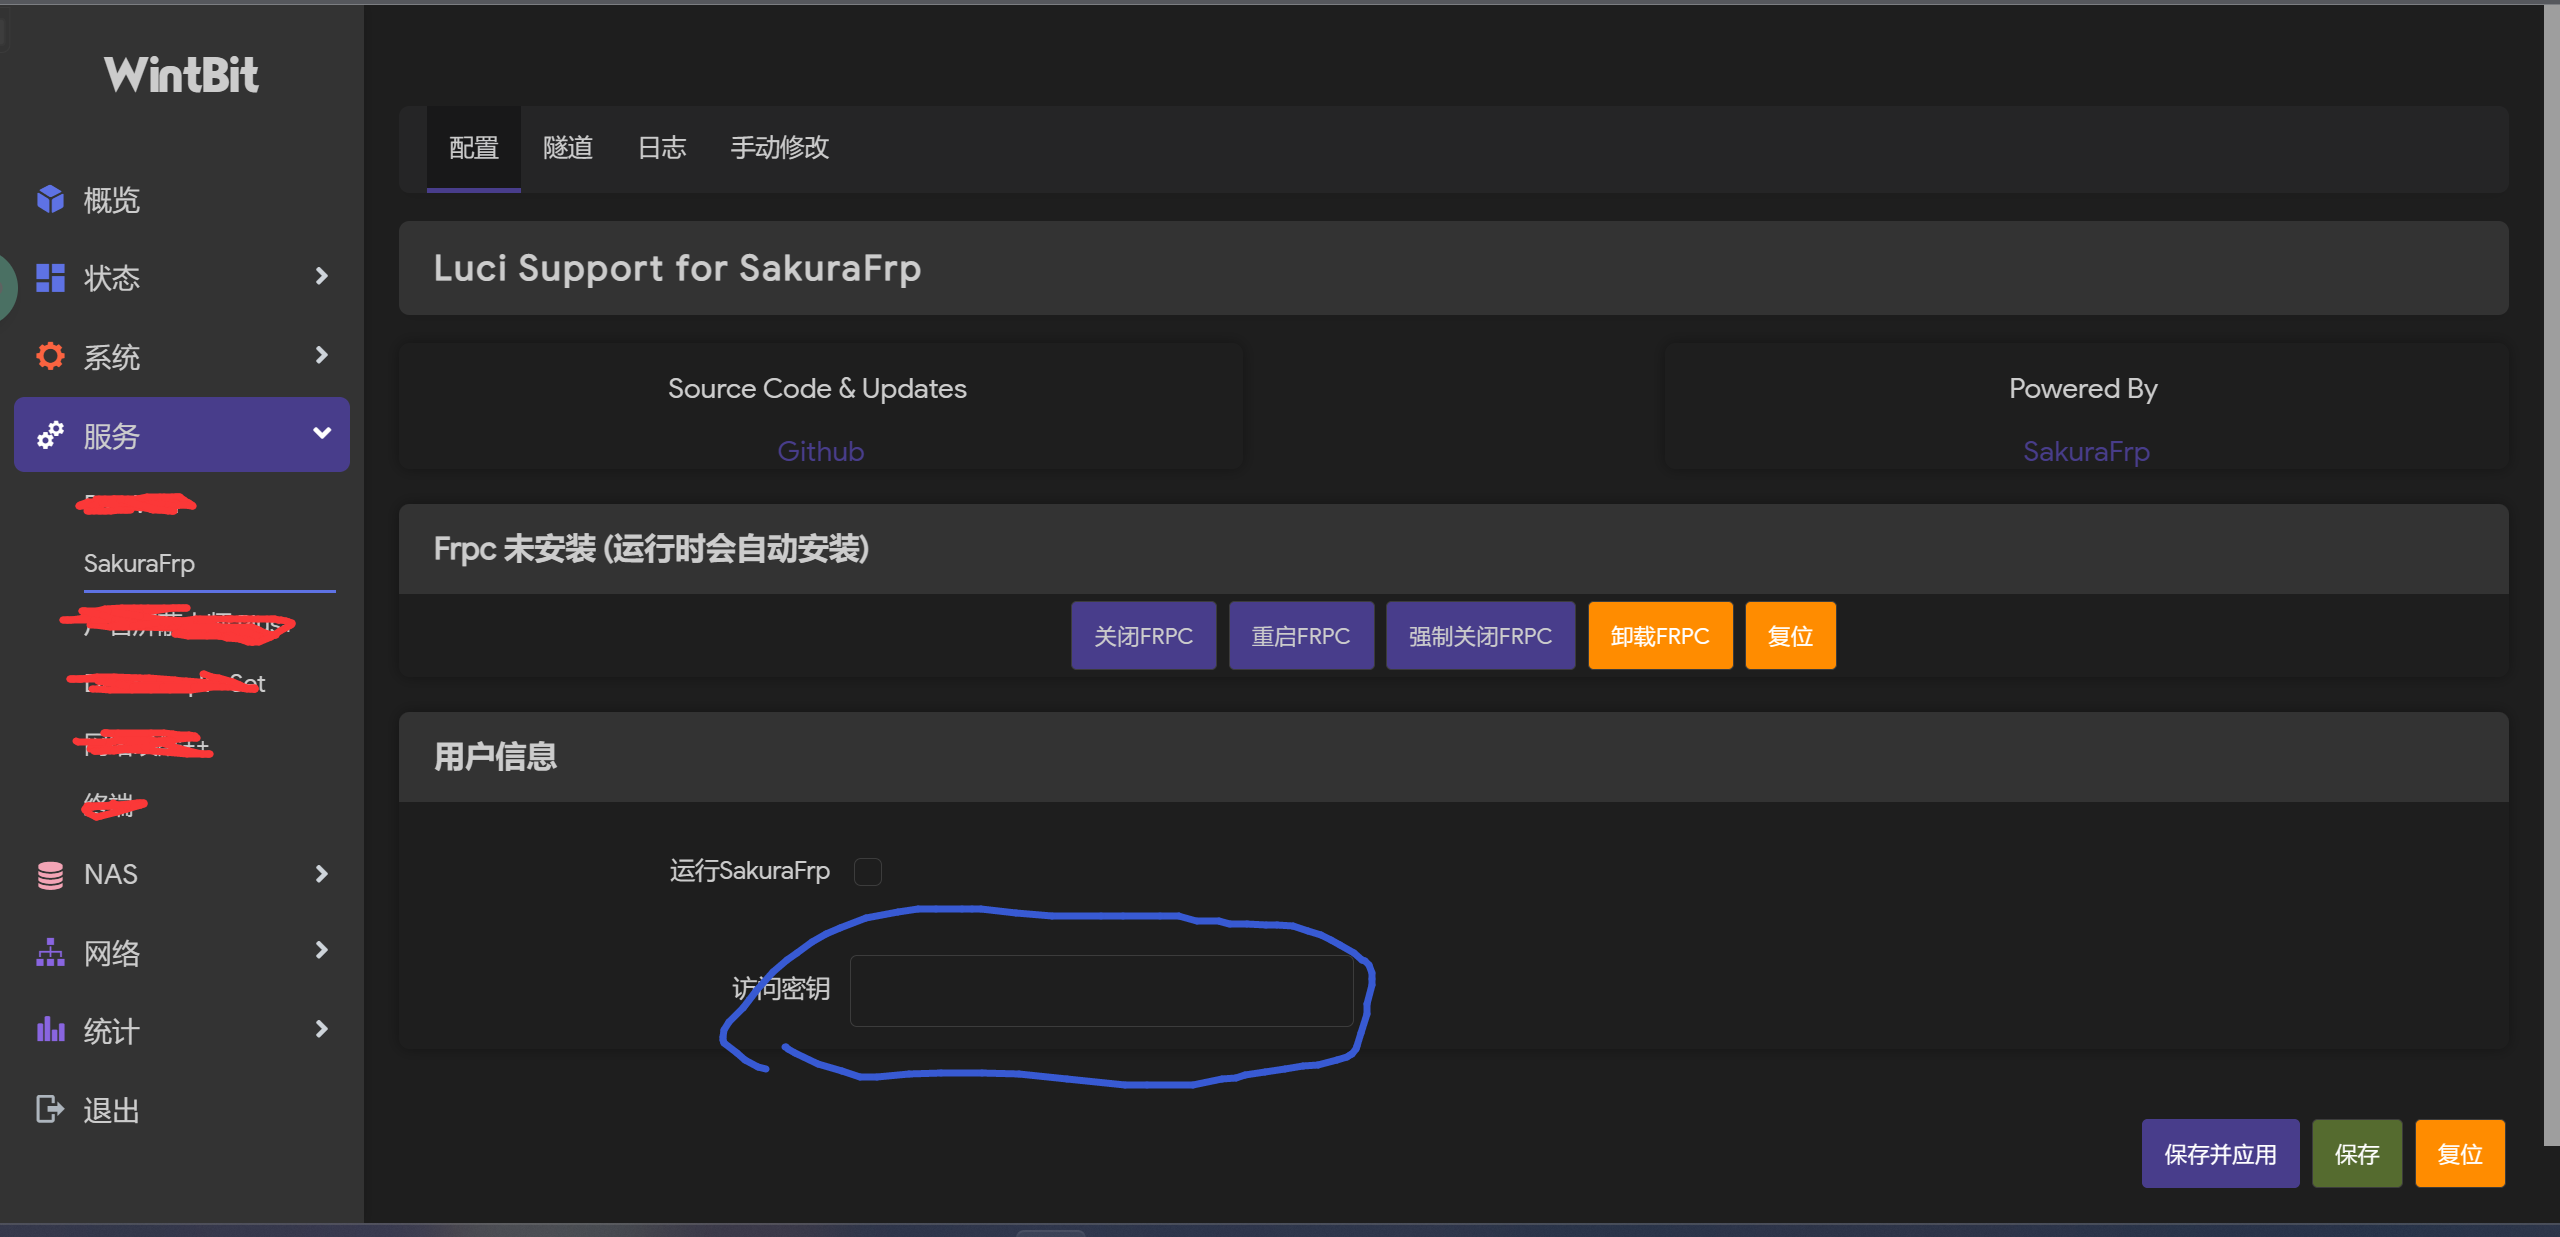 WintBit
概览
状态
系统
服务
SakuraFrp
终端
NAS
网络
统计
退出
配置 隧道 日志 手动修改
Luci Support for SakuraFrp
Source Code & Updates
Github
Powered By
SakuraFrp
Frpc 未安装 (运行时会自动安装)
关闭FRPC 重启FRPC 强制关闭FRPC 卸载FRPC 复位
用户信息
运行SakuraFrp
访问密钥
保存并应用 保存 复位